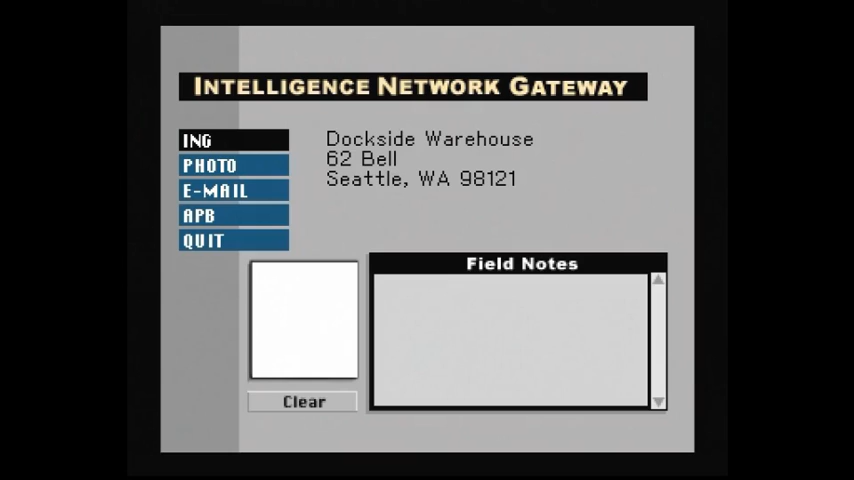 INTELLIGENCE NETWORK GATEWAY
ING
PHOTO
E-MAIL
APB
QUIT
Dockside Warehouse
62 Bell
Seattle, WA 98121
Field Notes
Clear